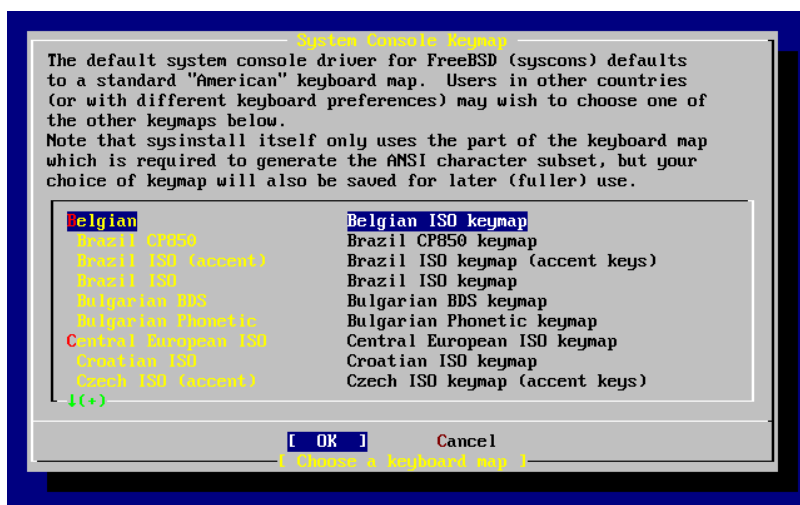 System Console Keymap
The default system console driver for FreeBSD (syscons) defaults
to a standard "American" keyboard map.  Users in other countries
(or with different keyboard preferences) may wish to choose one of
the other keymaps below.
Note that sysinstall itself only uses the part of the keyboard map
which is required to generate the ANSI character subset, but your
choice of keymap will also be saved for later (fuller) use.
Belgian Belgian ISO keymap
Brazil CP850 Brazil CP850 keymap
Brazil ISO (accent) Brazil ISO keymap (accent keys)
Brazil ISO Brazil ISO keymap
Bulgarian BDS Bulgarian BDS keymap
Bulgarian Phonetic Bulgarian Phonetic keymap
Central European ISO Central European ISO keymap
Croatian ISO Croatian ISO keymap
Czech ISO (accent) Czech ISO keymap (accent keys)
↓(+)
[ OK ] Cancel
[ Choose a keyboard map ]